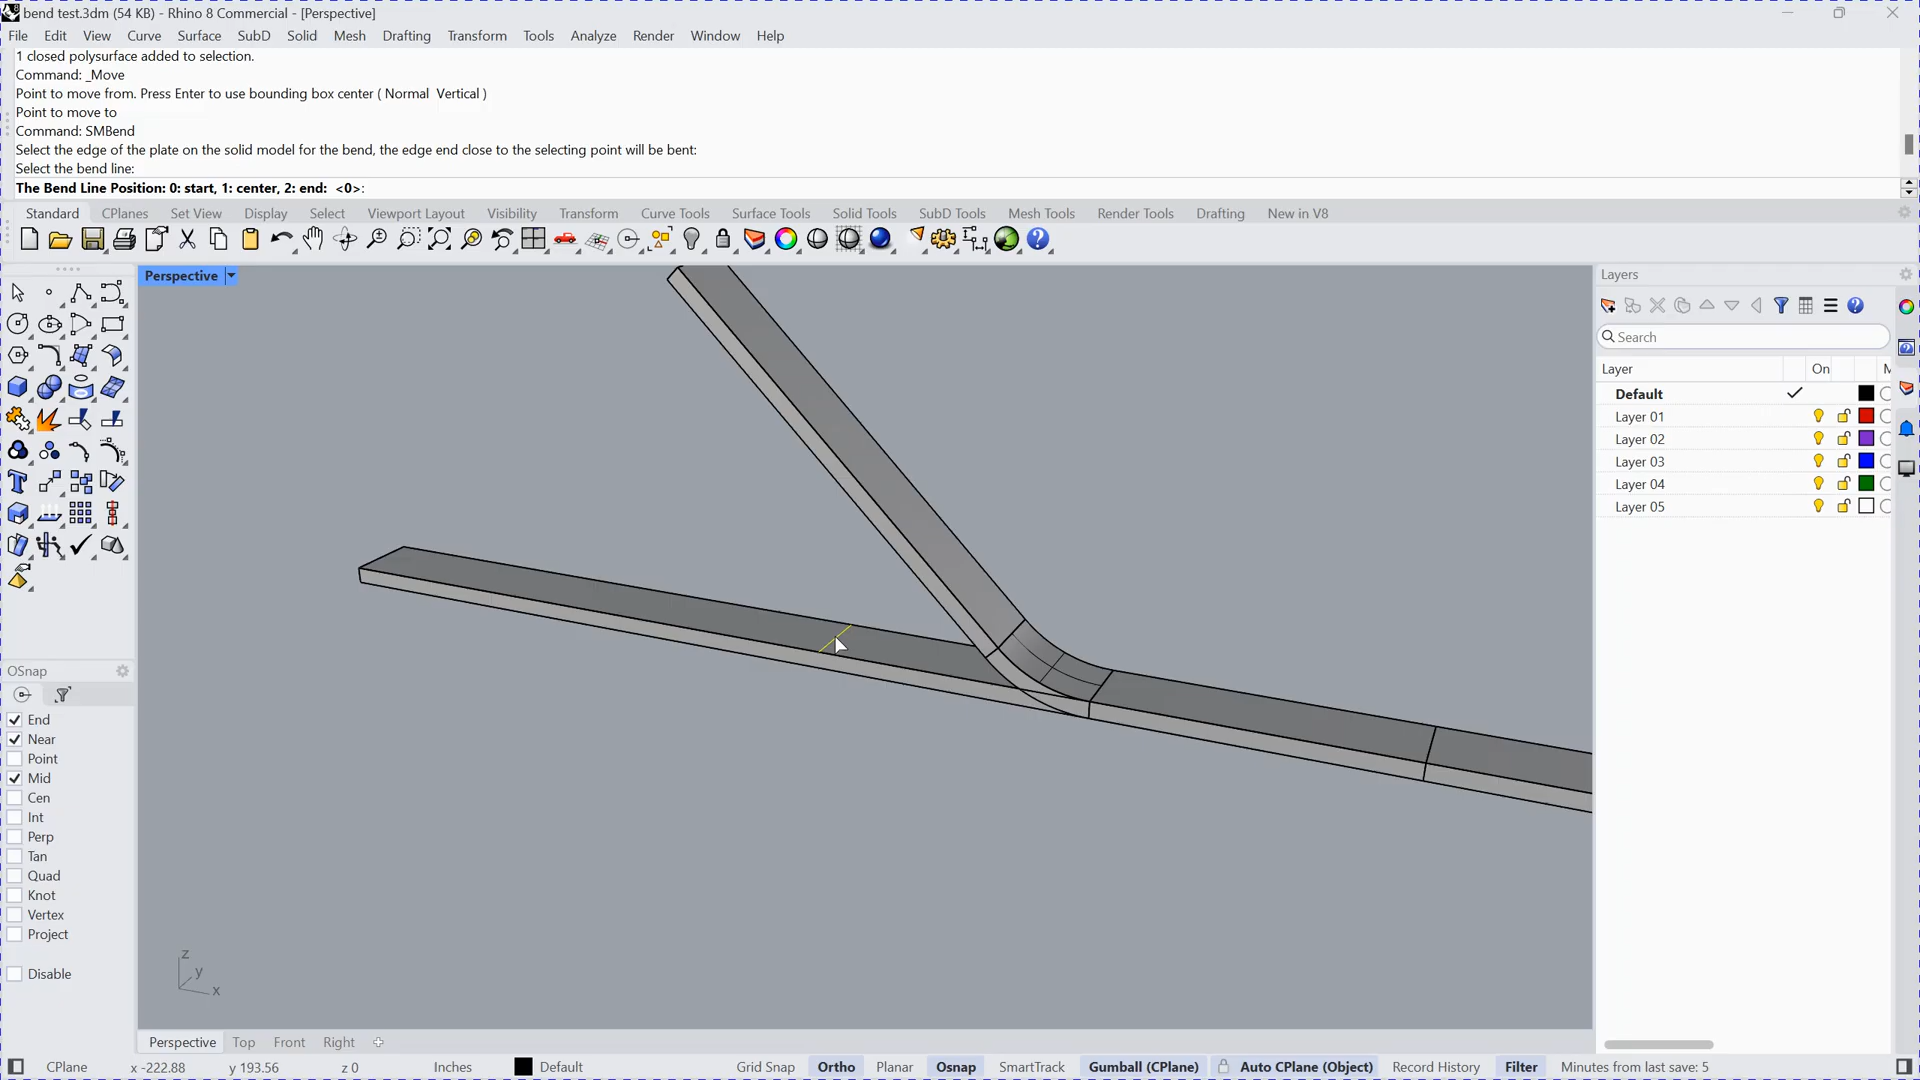 bend test.3dm (54 KB) - Rhino 8 Commercial - [Perspective]
File Edit View Curve Surface SubD Solid Mesh Drafting Transform Tools Analyze Render Window Help
1 closed polysurface added to selection.
Command: _Move
Point to move from. Press Enter to use bounding box center ( Normal Vertical )
Point to move to
Command: SMBend
Select the edge of the plate on the solid model for the bend, the edge end close to the selecting point will be bent:
Select the bend line:
The Bend Line Position: 0: start, 1: center, 2: end: <0>:
Standard CPlanes Set View Display Select Viewport Layout Visibility Transform Curve Tools Surface Tools Solid Tools SubD Tools Mesh Tools Render Tools Drafting New in V8
Perspective
Layers
Search
Layer On M
Default
Layer 01
Layer 02
Layer 03
Layer 04
Layer 05
OSnap
End
Near
Point
Mid
Cen
Int
Perp
Tan
Quad
Knot
Vertex
Project
Disable
z
y
x
Perspective Top Front Right
CPlane x -222.88 y 193.56 z 0 Inches Default Grid Snap Ortho Planar Osnap SmartTrack Gumball (CPlane) Auto CPlane (Object) Record History Filter Minutes from last save: 5